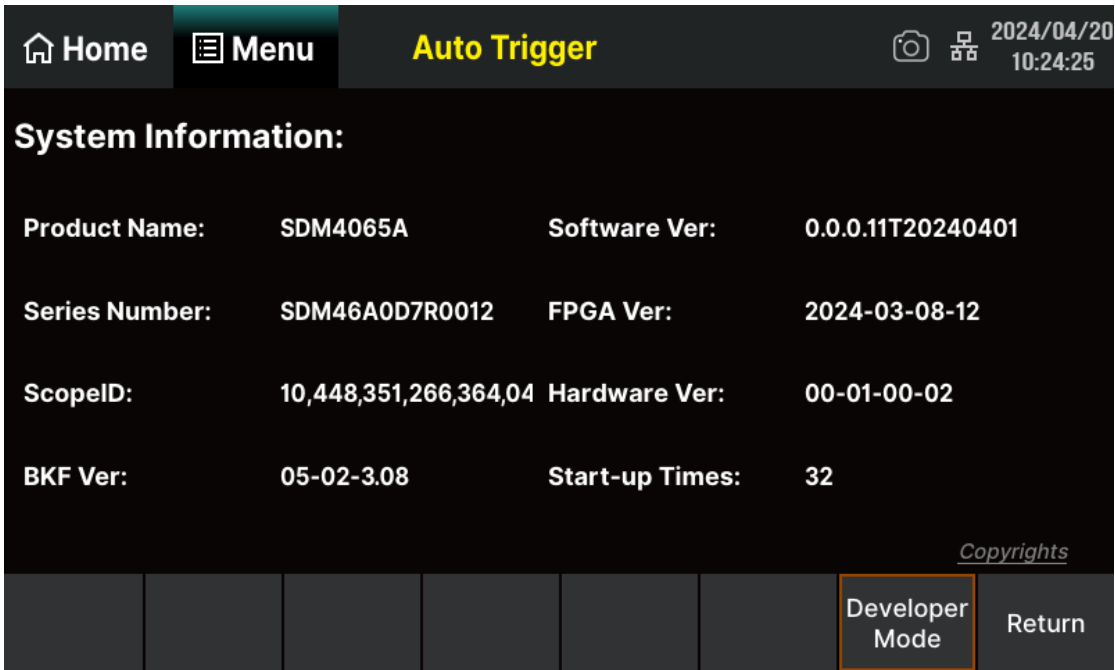 Home Menu Auto Trigger 2024/04/20
10:24:25
System Information:
Product Name: SDM4065A Software Ver: 0.0.0.11T20240401
Series Number: SDM46A0D7R0012 FPGA Ver: 2024-03-08-12
ScopeID: 10,448,351,266,364,04 Hardware Ver: 00-01-00-02
BKF Ver: 05-02-3.08 Start-up Times: 32
Copyrights
Developer
Mode
Return